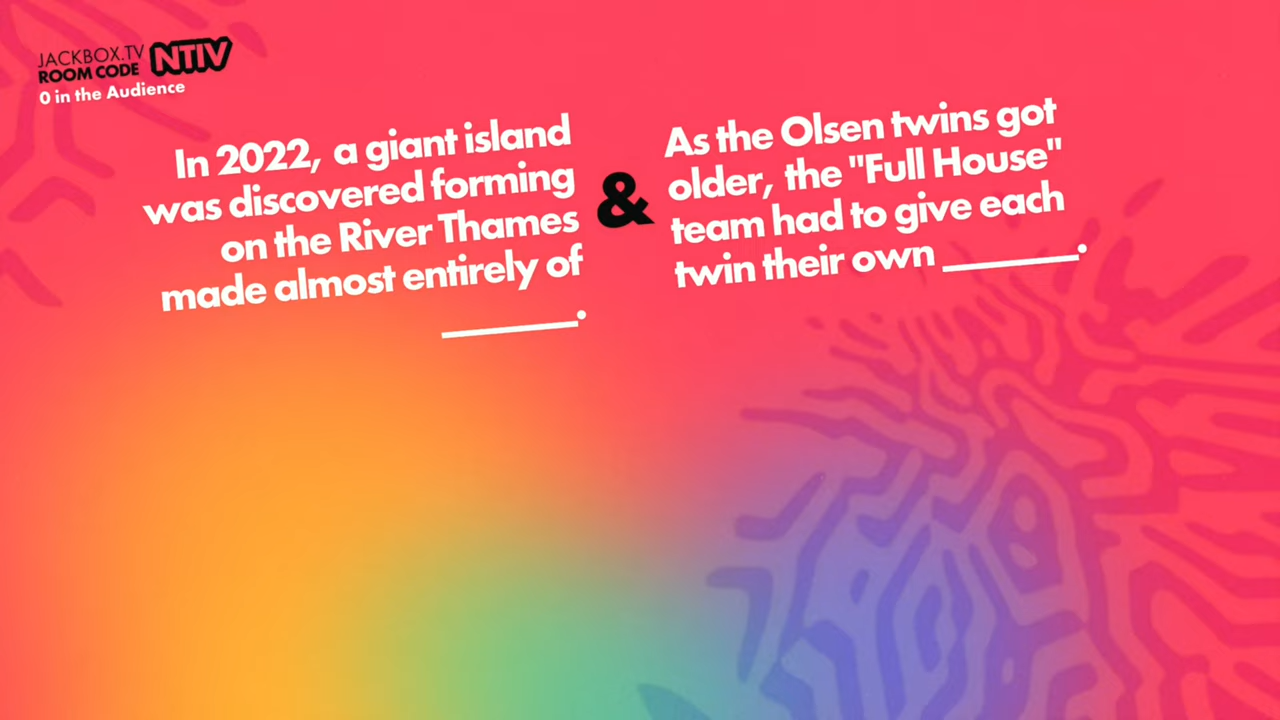 JACKBOX.TV
ROOM CODE NTIV
0 in the Audience
In 2022, a giant island
was discovered forming
on the River Thames
made almost entirely of
_______.
&
As the Olsen twins got
older, the "Full House"
team had to give each
twin their own _______.